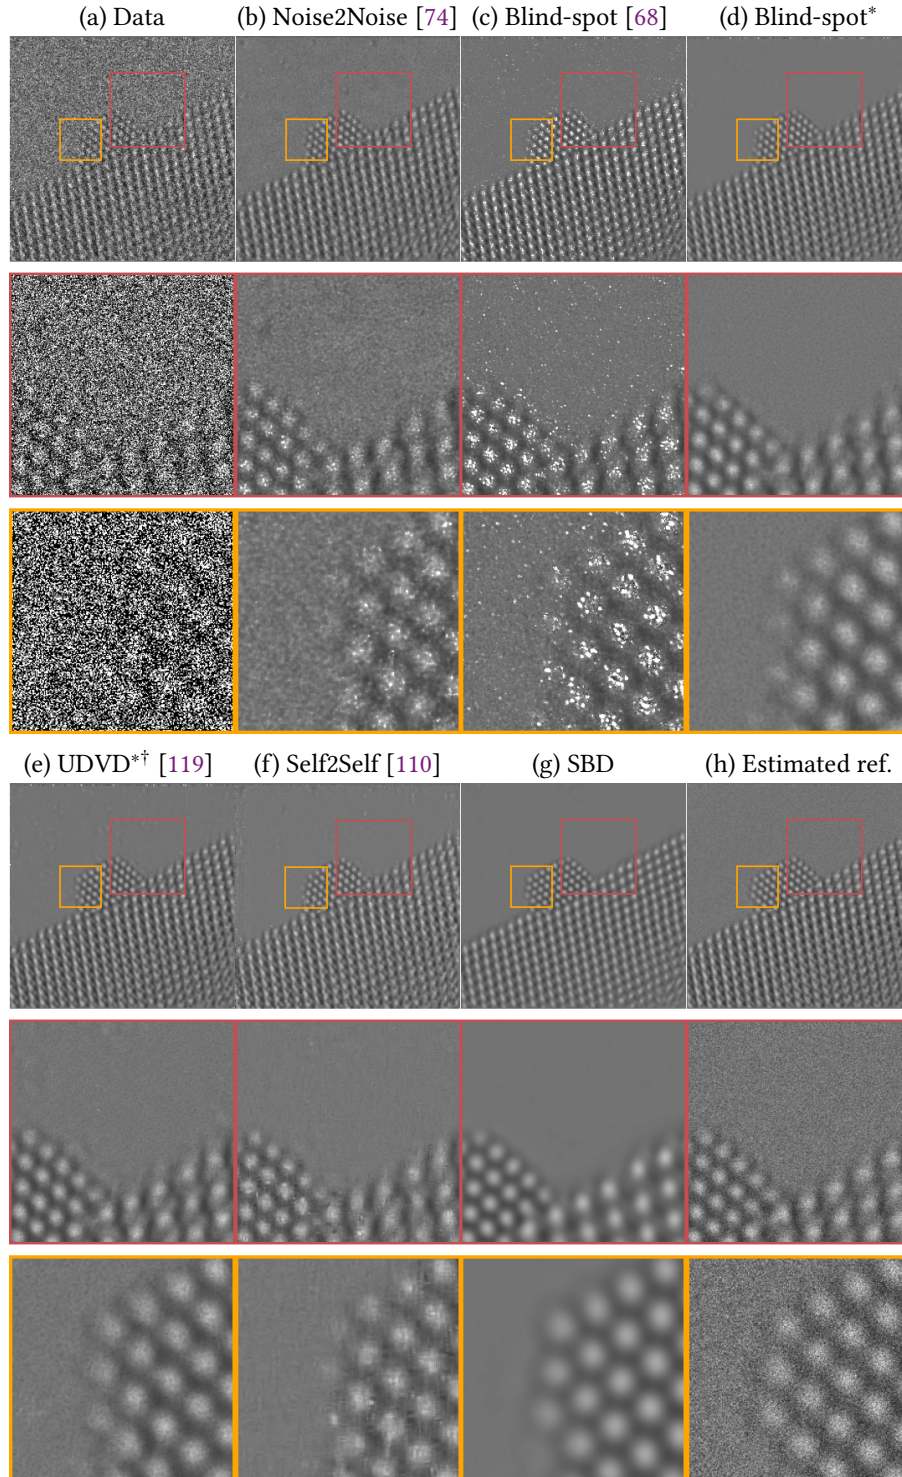 (a) Data (b) Noise2Noise [74] (c) Blind-spot [68] (d) Blind-spot*
(e) UDVD*† [119] (f) Self2Self [110] (g) SBD (h) Estimated ref.